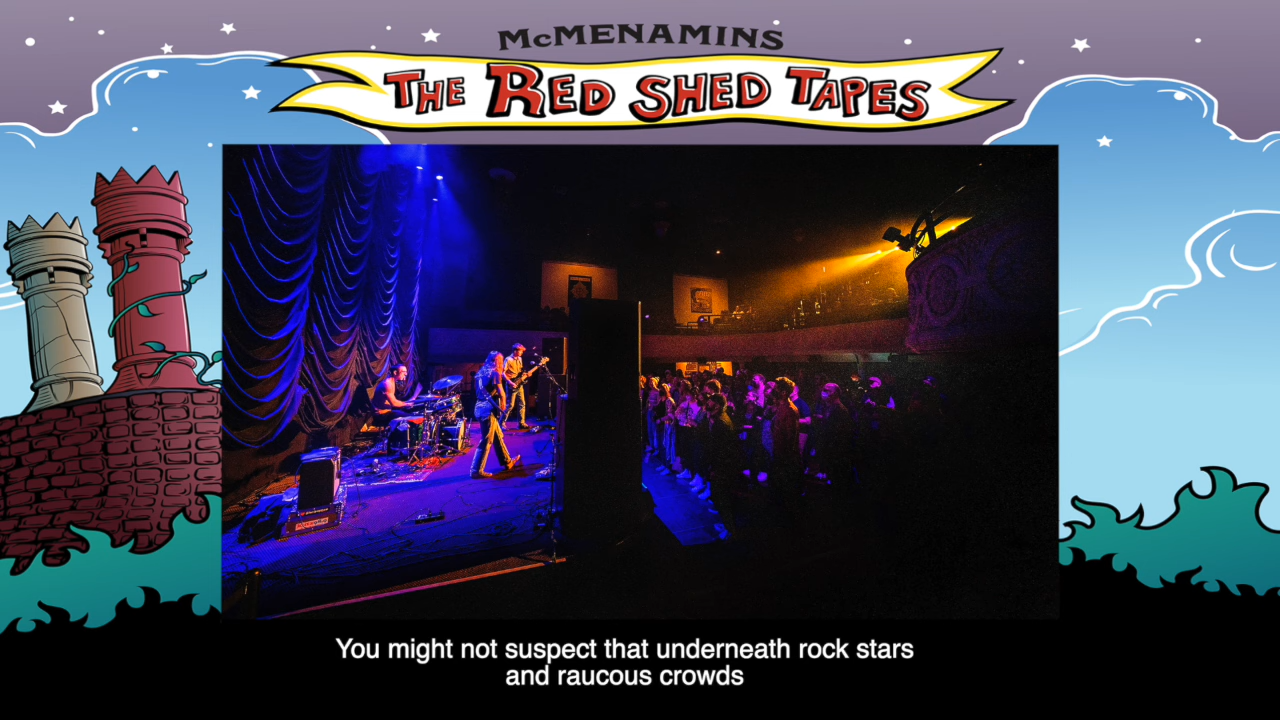 McMENAMINS
THE RED SHED TAPES
You might not suspect that underneath rock stars
and raucous crowds